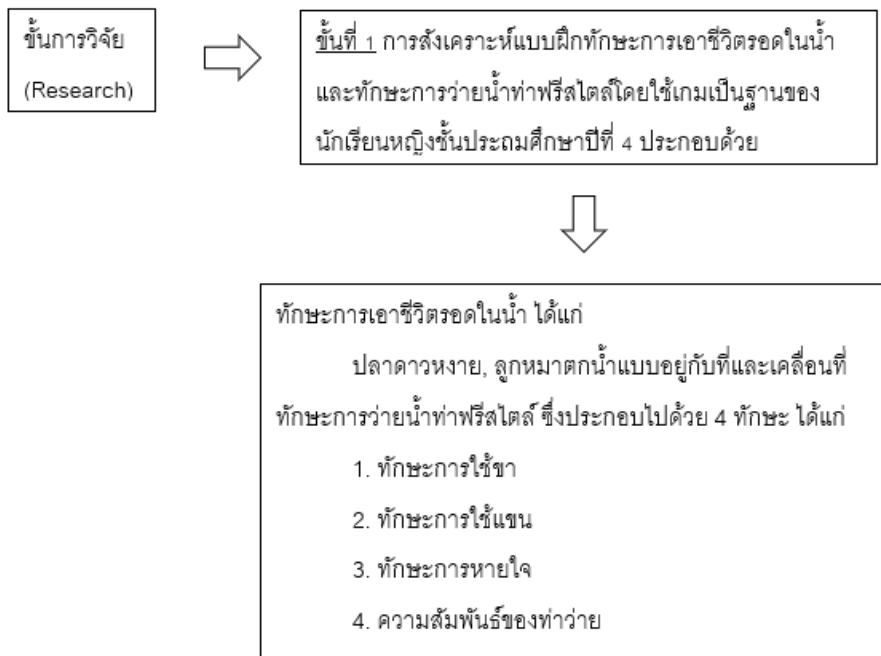 ขั้นการวิจัย
(Research)
ขั้นที่ 1 การสังเคราะห์แบบฝึกทักษะการเอาชีวิตรอดในน้ำ
และทักษะการว่ายน้ำท่าฟรีสไตล์โดยใช้เกมเป็นฐานของ
นักเรียนหญิงชั้นประถมศึกษาปีที่ 4 ประกอบด้วย
ทักษะการเอาชีวิตรอดในน้ำ ได้แก่
ปลาดาวหงาย, ลูกหมาตกน้ำแบบอยู่กับที่และเคลื่อนที่
ทักษะการว่ายน้ำท่าฟรีสไตล์ ซึ่งประกอบไปด้วย 4 ทักษะ ได้แก่
1. ทักษะการใช้ขา
2. ทักษะการใช้แขน
3. ทักษะการหายใจ
4. ความสัมพันธ์ของท่าว่าย